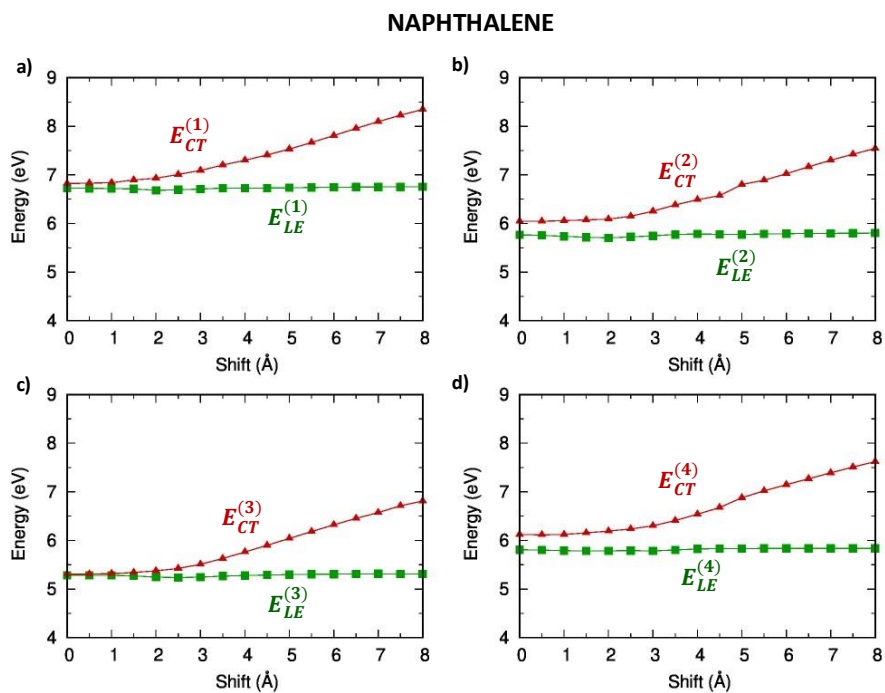 NAPHTHALENE
a)
9
8
7
6
5
4
Energy (eV)
E_CT^(1)
E_LE^(1)
0 1 2 3 4 5 6 7 8
Shift (Å)
b)
9
8
7
6
5
4
Energy (eV)
E_CT^(2)
E_LE^(2)
0 1 2 3 4 5 6 7 8
Shift (Å)
c)
9
8
7
6
5
4
Energy (eV)
E_CT^(3)
E_LE^(3)
0 1 2 3 4 5 6 7 8
Shift (Å)
d)
9
8
7
6
5
4
Energy (eV)
E_CT^(4)
E_LE^(4)
0 1 2 3 4 5 6 7 8
Shift (Å)